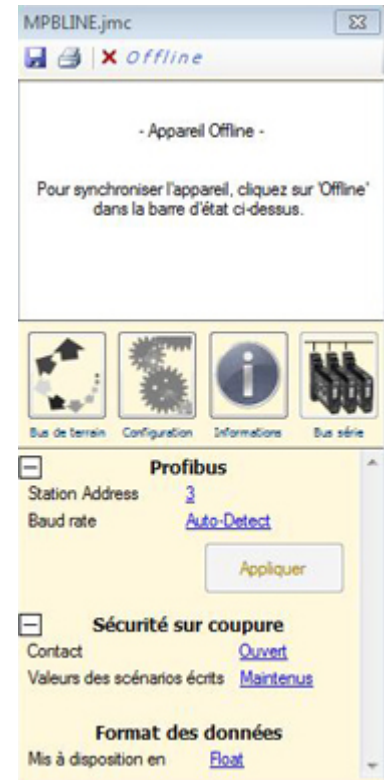 MPBLINE.jmc
Offline
- Appareil Offline -
Pour synchroniser l'appareil, cliquez sur 'Offline'
dans la barre d'état ci-dessus.
Bus de terrain Configuration Informations Bus série
Profibus
Station Address 3
Baud rate Auto-Detect
Appliquer
Sécurité sur coupure
Contact Ouvert
Valeurs des scénarios écrits Maintenus
Format des données
Mis à disposition en Float